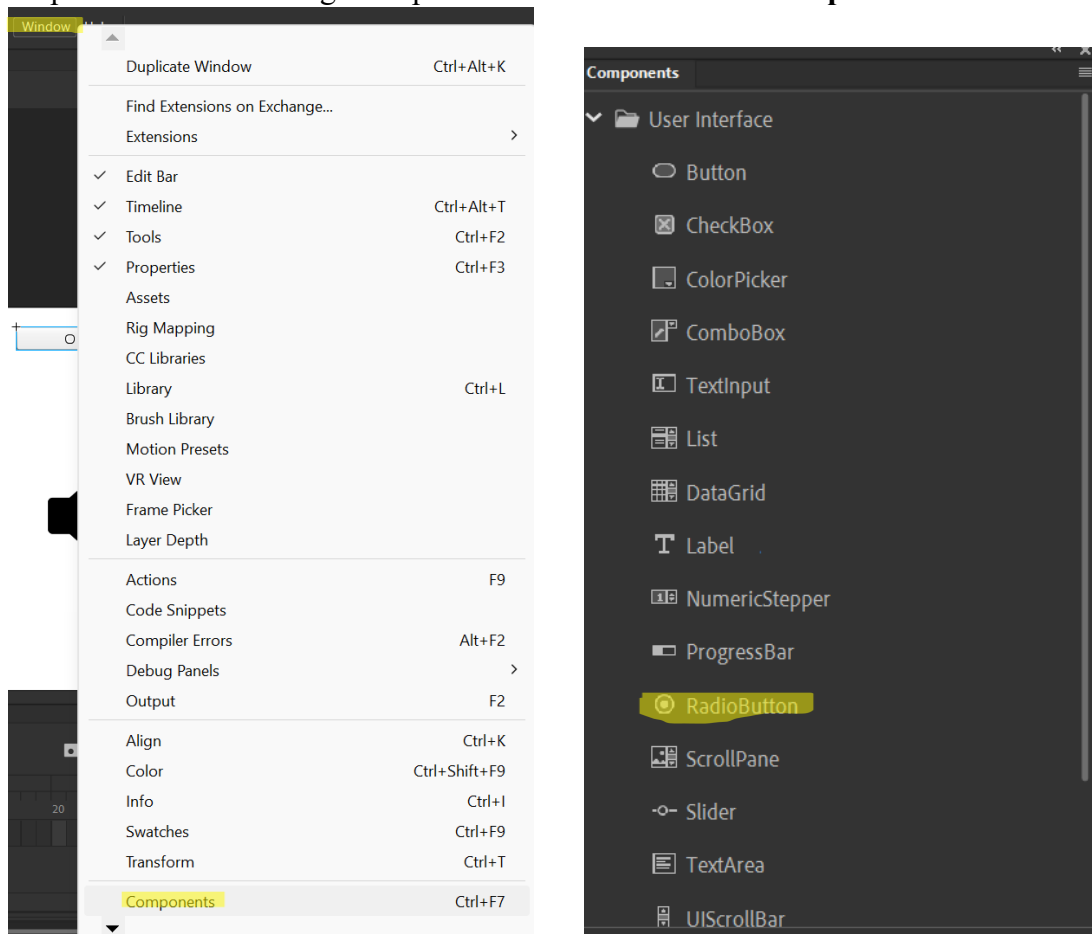 Window
Duplicate Window Ctrl+Alt+K
Find Extensions on Exchange...
Extensions
Edit Bar
Timeline Ctrl+Alt+T
Tools Ctrl+F2
Properties Ctrl+F3
Assets
Rig Mapping
CC Libraries
Library Ctrl+L
Brush Library
Motion Presets
VR View
Frame Picker
Layer Depth
Actions F9
Code Snippets
Compiler Errors Alt+F2
Debug Panels
Output F2
Align Ctrl+K
Color Ctrl+Shift+F9
Info Ctrl+I
20
Swatches Ctrl+F9
Transform Ctrl+T
Components Ctrl+F7
Components
User Interface
Button
CheckBox
ColorPicker
ComboBox
TextInput
List
DataGrid
Label
NumericStepper
ProgressBar
RadioButton
ScrollPane
Slider
TextArea
UIScrollBar